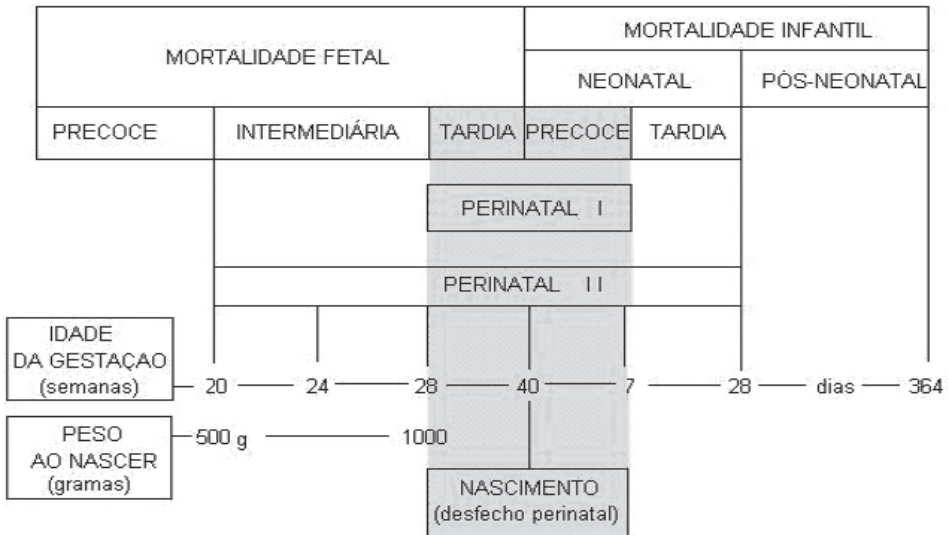 MORTALIDADE FETAL
MORTALIDADE INFANTIL
NEONATAL
PÓS-NEONATAL
PRECOCE
INTERMEDIÁRIA
TARDIA
PRECOCE
TARDIA
PERINATAL I
PERINATAL II
IDADE
DA GESTAÇAO
(semanas)
20 24 28 40 7 28 dias 364
PESO
AO NASCER
(gramas)
500 g 1000
NASCIMENTO
(desfecho perinatal)